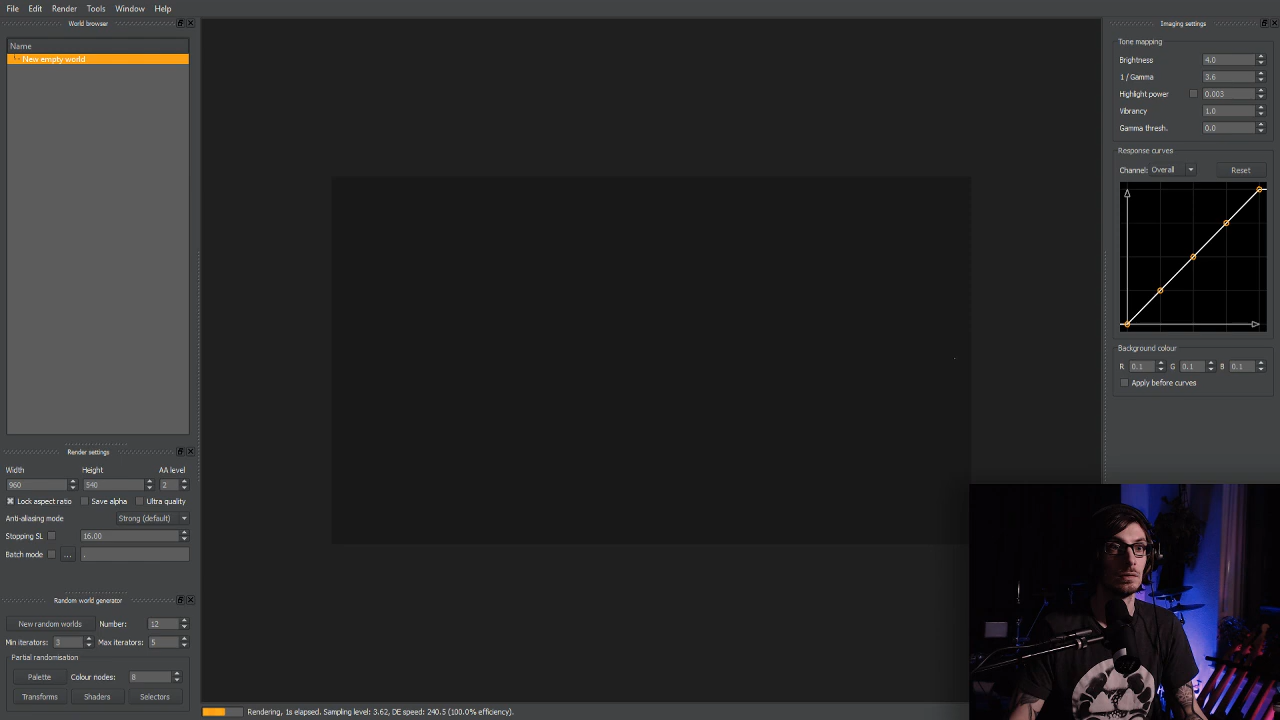 File Edit Render Tools Window Help
World browser
Name
New empty world
Render settings
Width Height AA level
960 540 2
Lock aspect ratio Save alpha Ultra quality
Anti-aliasing mode Strong (default)
Stopping SL 16.00
Batch mode ... .
Random world generator
New random worlds Number: 12
Min iterators: 3 Max iterators: 5
Partial randomisation
Palette Colour nodes: 8
Transforms Shaders Selectors
Rendering, 1s elapsed. Sampling level: 3.62, DE speed: 240.5 (100.0% efficiency).
Imaging settings
Tone mapping
Brightness 4.0
1 / Gamma 3.6
Highlight power 0.003
Vibrancy 1.0
Gamma thresh. 0.0
Response curves
Channel: Overall Reset
Background colour
R 0.1 G 0.1 B 0.1
Apply before curves